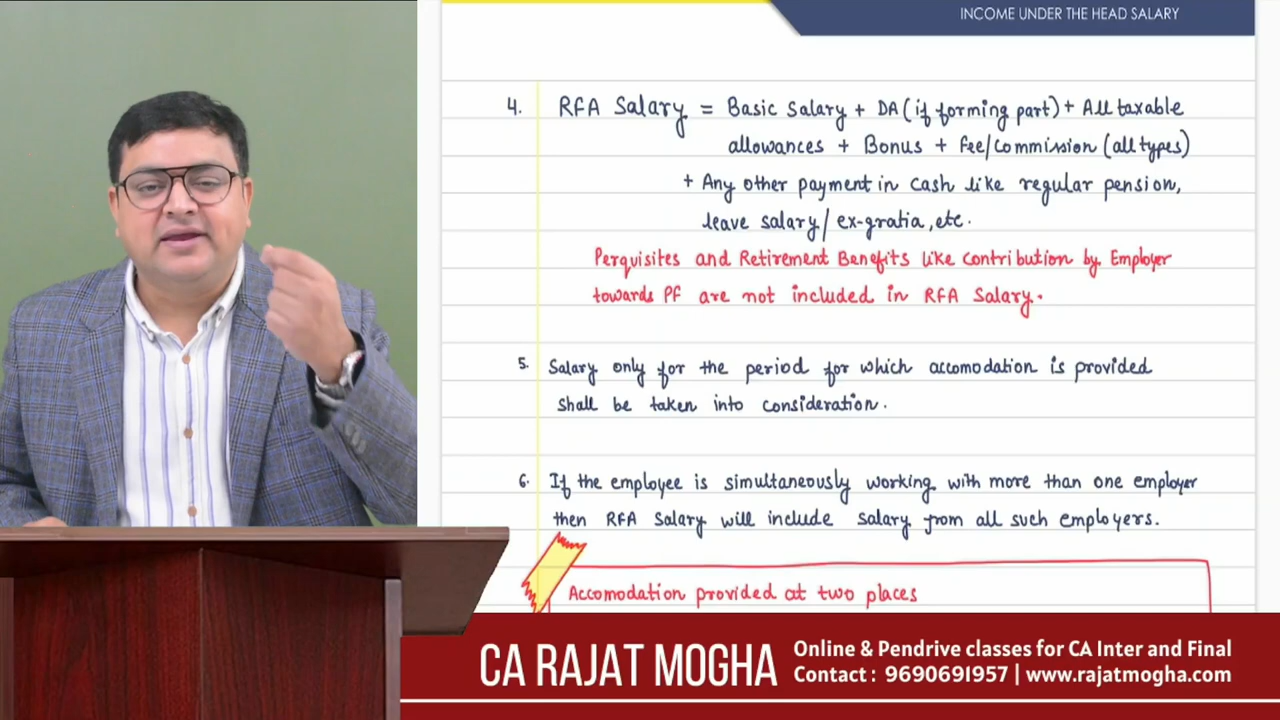 INCOME UNDER THE HEAD SALARY
4. RFA Salary = Basic Salary + DA (if forming part) + All taxable
allowances + Bonus + Fee/Commission (all types)
+ Any other payment in cash like regular pension,
leave salary / ex-gratia, etc.
Perquisites and Retirement Benefits like contribution by Employer
towards PF are not included in RFA Salary.
5. Salary only for the period for which accomodation is provided
shall be taken into consideration.
6. If the employee is simultaneously working with more than one employer
then RFA Salary will include salary from all such employers.
Accomodation provided at two places
CA RAJAT MOGHA
Online & Pendrive classes for CA Inter and Final
Contact : 9690691957 | www.rajatmogha.com